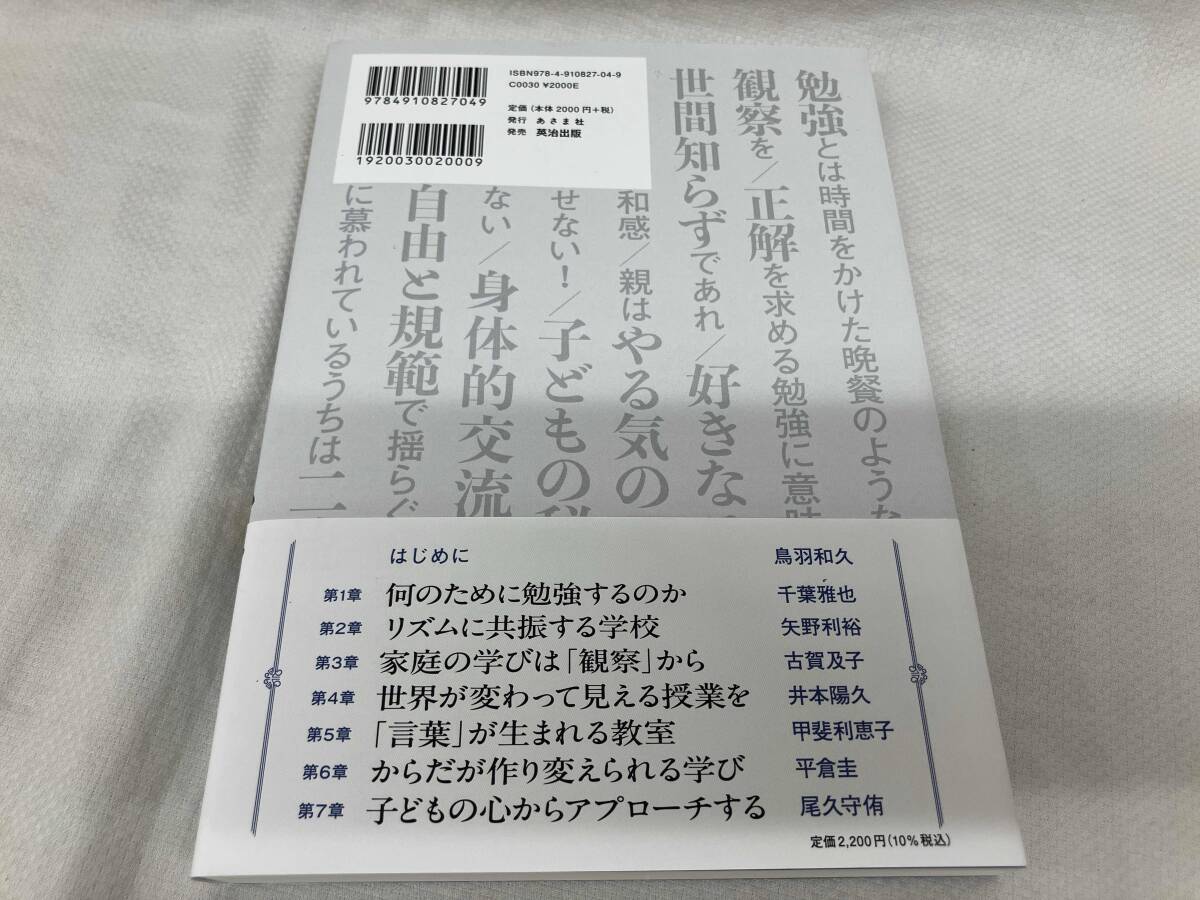 ISBN978-4-910827-04-9
C0030 ¥2000E
9784910827049
定価(本体2000円+税)
発行 あさま社
発売 英治出版
1920030020009
勉強とは時間をかけた晩餐のような
観察を/正解を求める勉強に意味
世間知らずであれ/好きな
和感/親はやる気の
せない!/子どもの
ない/身体的交流
自由と規範で揺らぐ
に慕われているうちは二
はじめに 鳥羽和久
第1章 何のために勉強するのか 千葉雅也
第2章 リズムに共振する学校 矢野利裕
第3章 家庭の学びは「観察」から 古賀及子
第4章 世界が変わって見える授業を 井本陽久
第5章 「言葉」が生まれる教室 甲斐利恵子
第6章 からだが作り変えられる学び 平倉圭
第7章 子どもの心からアプローチする 尾久守侑
定価2,200円(10%税込)